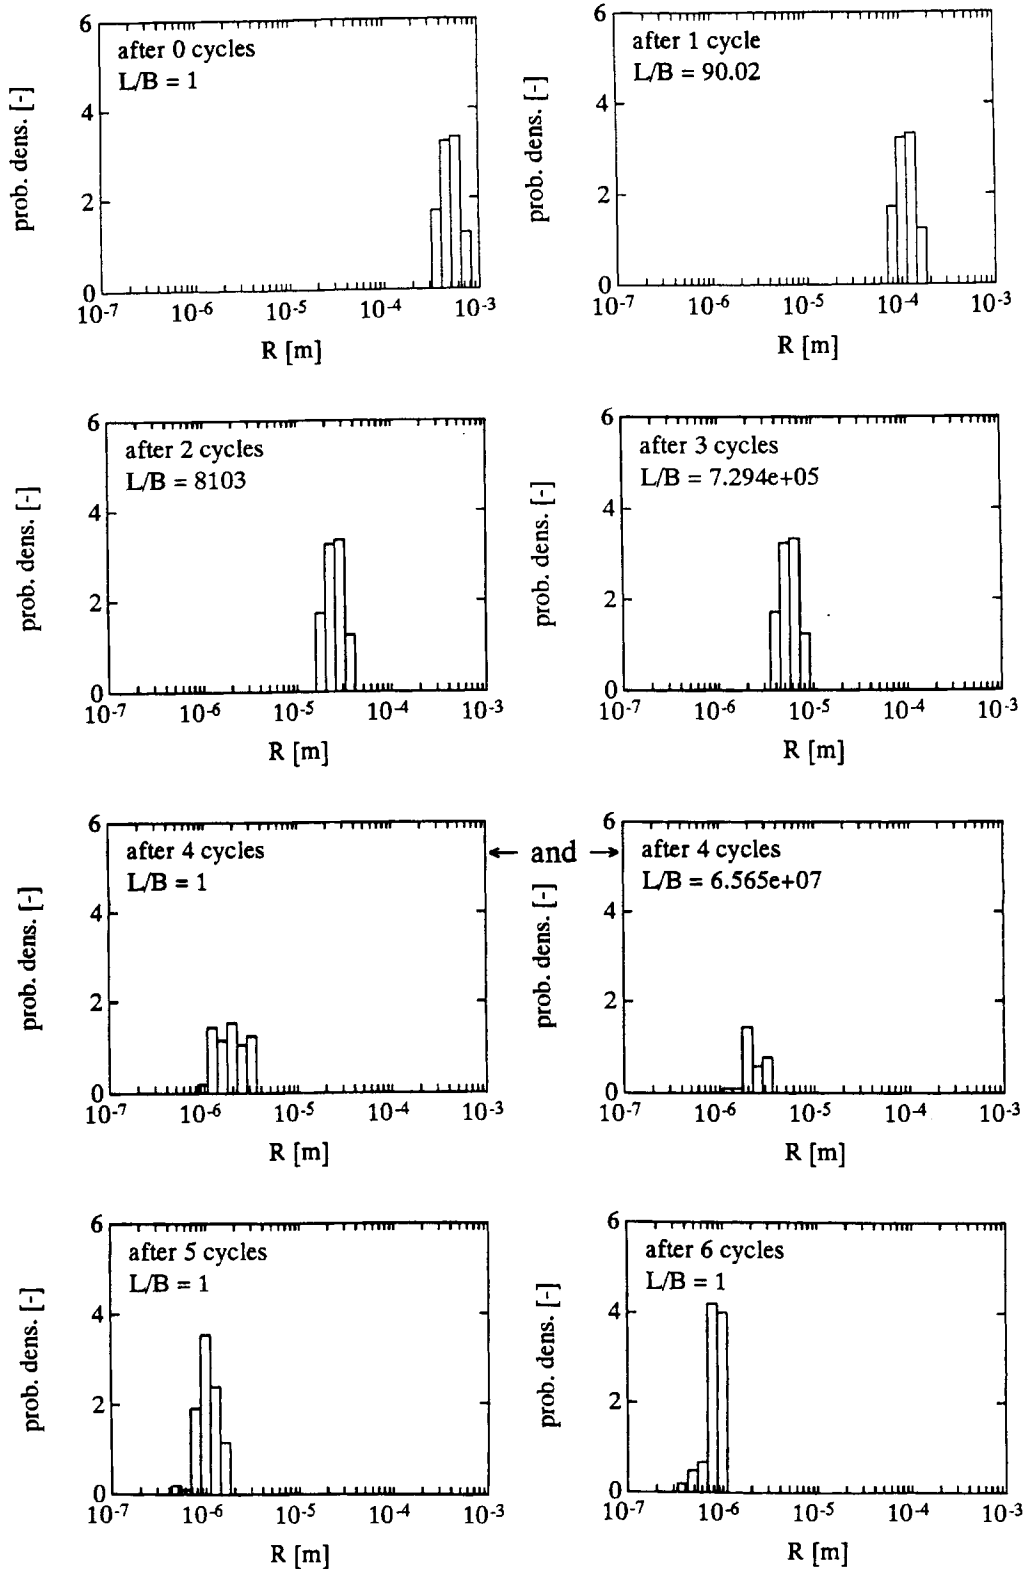 after 0 cycles
L/B = 1
prob. dens. [-]
6
4
2
0
10-7 10-6 10-5 10-4 10-3
R [m]
after 1 cycle
L/B = 90.02
prob. dens. [-]
6
4
2
0
10-7 10-6 10-5 10-4 10-3
R [m]
after 2 cycles
L/B = 8103
prob. dens. [-]
6
4
2
0
10-7 10-6 10-5 10-4 10-3
R [m]
after 3 cycles
L/B = 7.294e+05
prob. dens. [-]
6
4
2
0
10-7 10-6 10-5 10-4 10-3
R [m]
after 4 cycles
L/B = 1
prob. dens. [-]
6
4
2
0
10-7 10-6 10-5 10-4 10-3
R [m]
← and →
after 4 cycles
L/B = 6.565e+07
prob. dens. [-]
6
4
2
0
10-7 10-6 10-5 10-4 10-3
R [m]
after 5 cycles
L/B = 1
prob. dens. [-]
6
4
2
0
10-7 10-6 10-5 10-4 10-3
R [m]
after 6 cycles
L/B = 1
prob. dens. [-]
6
4
2
0
10-7 10-6 10-5 10-4 10-3
R [m]